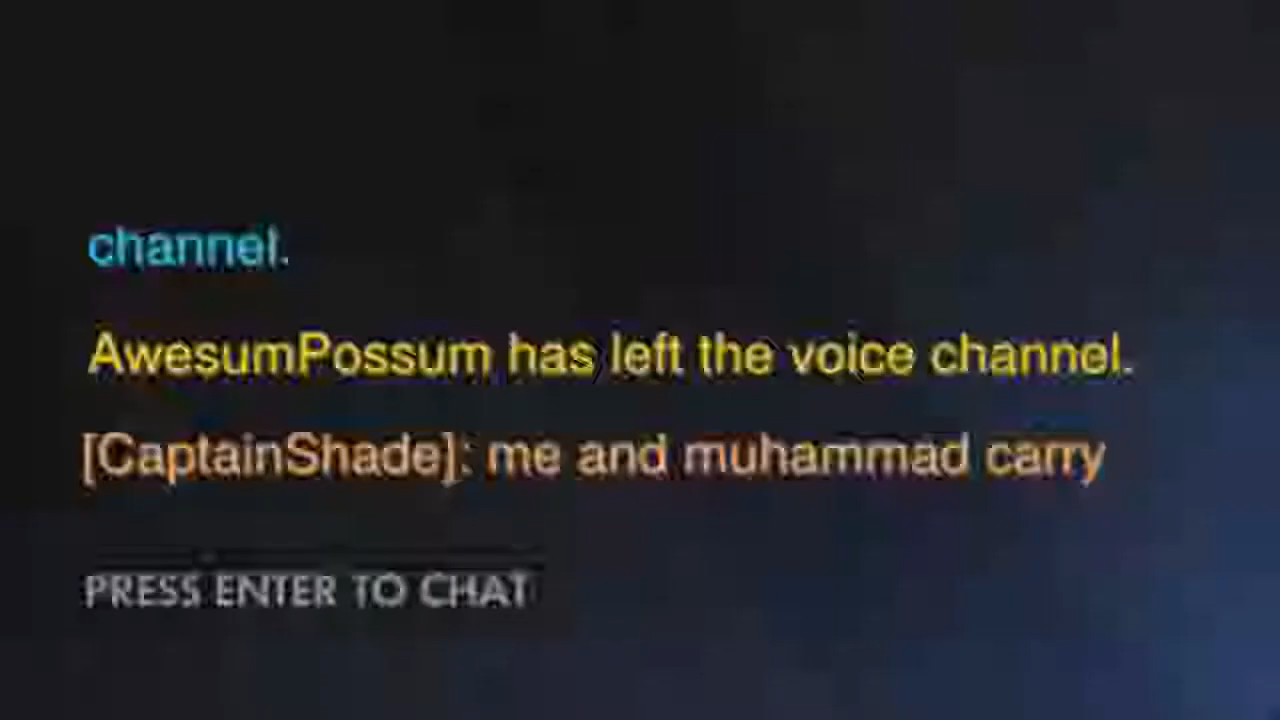 channel.
AwesumPossum has left the voice channel.
[CaptainShade]: me and muhammad carry
PRESS ENTER TO CHAT